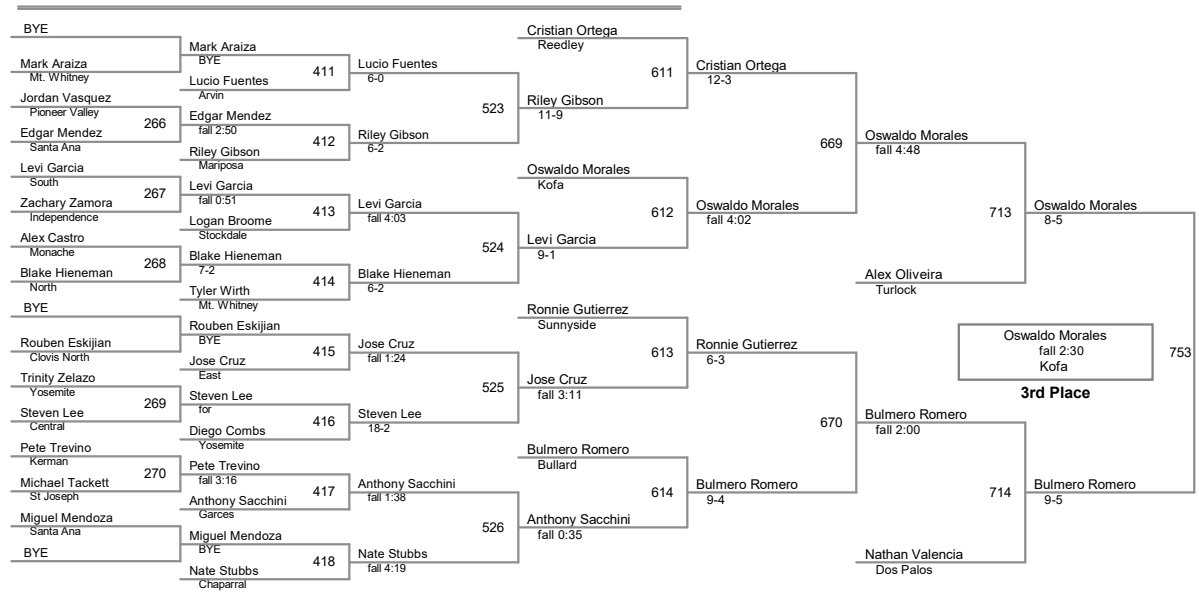 BYE
Mark Araiza
Mt. Whitney
Jordan Vasquez
Pioneer Valley
266
Edgar Mendez
Santa Ana
Levi Garcia
South
267
Zachary Zamora
Independence
Alex Castro
Monache
268
Blake Hieneman
North
BYE
Rouben Eskijian
Clovis North
Trinity Zelazo
Yosemite
269
Steven Lee
Central
Pete Trevino
Kerman
270
Michael Tackett
St Joseph
Miguel Mendoza
Santa Ana
BYE
Mark Araiza
BYE
411
Lucio Fuentes
Arvin
Edgar Mendez
fall 2:50
412
Riley Gibson
Mariposa
Levi Garcia
fall 0:51
413
Logan Broome
Stockdale
Blake Hieneman
7-2
414
Tyler Wirth
Mt. Whitney
Rouben Eskijian
BYE
415
Jose Cruz
East
Steven Lee
for
416
Diego Combs
Yosemite
Pete Trevino
fall 3:16
417
Anthony Sacchini
Garces
Miguel Mendoza
BYE
418
Nate Stubbs
Chaparral
Lucio Fuentes
6-0
523
Riley Gibson
6-2
Levi Garcia
fall 4:03
524
Blake Hieneman
6-2
Jose Cruz
fall 1:24
525
Steven Lee
18-2
Anthony Sacchini
fall 1:38
526
Nate Stubbs
fall 4:19
Cristian Ortega
Reedley
611
Riley Gibson
11-9
Oswaldo Morales
Kofa
612
Levi Garcia
9-1
Ronnie Gutierrez
Sunnyside
613
Jose Cruz
fall 3:11
Bulmero Romero
Bullard
614
Anthony Sacchini
fall 0:35
Cristian Ortega
12-3
669
Oswaldo Morales
fall 4:02
Ronnie Gutierrez
6-3
670
Bulmero Romero
9-4
Oswaldo Morales
fall 4:48
713
Alex Oliveira
Turlock
Bulmero Romero
fall 2:00
714
Nathan Valencia
Dos Palos
Oswaldo Morales
8-5
753
Bulmero Romero
9-5
Oswaldo Morales
fall 2:30
Kofa
3rd Place